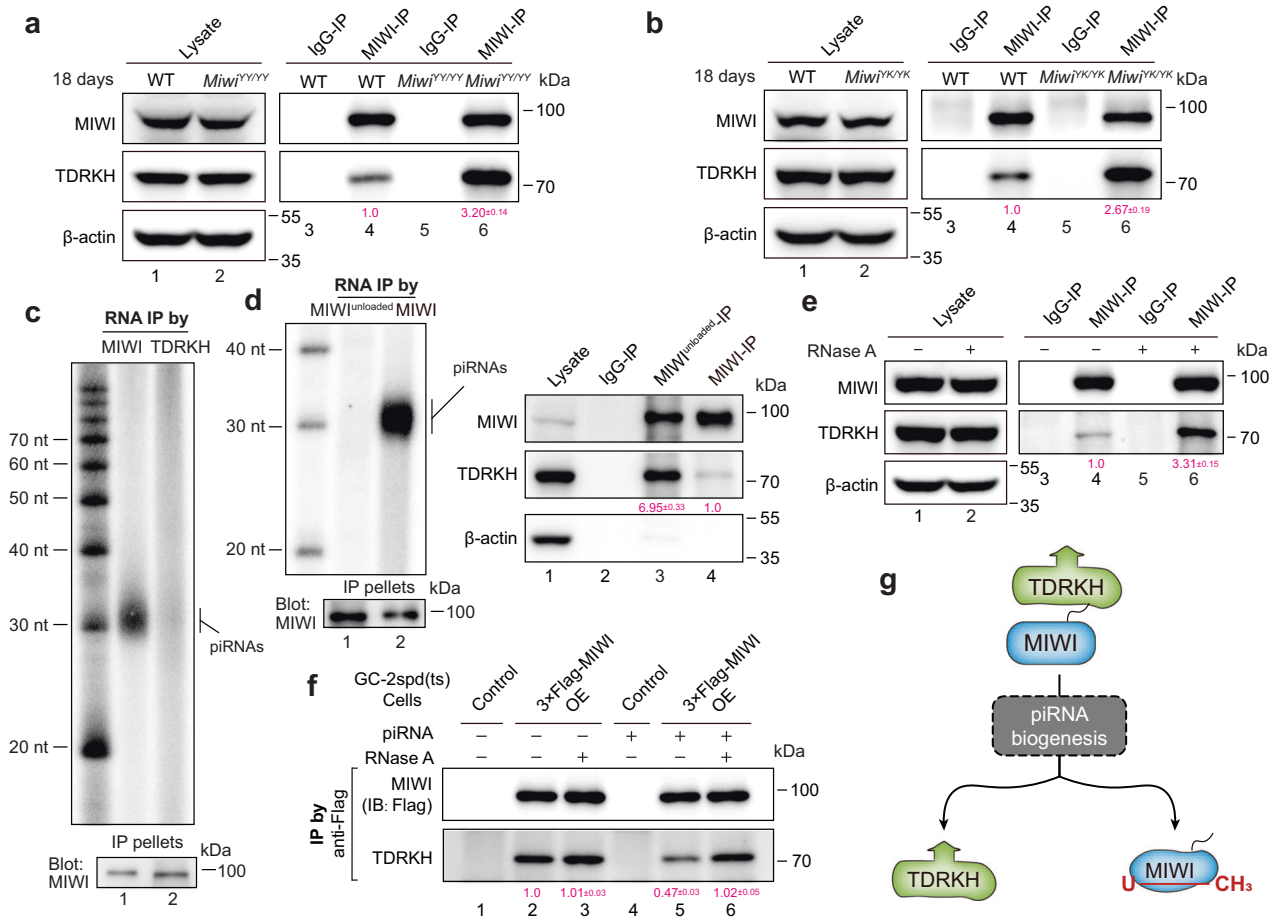 a
Lysate
IgG-IP
MIWI-IP
IgG-IP
MIWI-IP
18 days WT Miwi^YY/YY WT WT Miwi^YY/YY Miwi^YY/YY kDa
MIWI
100
TDRKH
70
1.0 3.20±0.14
3 4 5 6
β-actin
55
35
1 2
b
Lysate
IgG-IP
MIWI-IP
IgG-IP
MIWI-IP
18 days WT Miwi^YK/YK WT WT Miwi^YK/YK Miwi^YK/YK kDa
MIWI
100
TDRKH
70
1.0 2.67±0.19
3 4 5 6
β-actin
55
35
1 2
c
RNA IP by
MIWI TDRKH
70 nt
60 nt
50 nt
40 nt
30 nt
20 nt
piRNAs
IP pellets
kDa
Blot:
MIWI
100
1 2
d
RNA IP by
MIWI^unloaded MIWI
40 nt
30 nt
20 nt
piRNAs
IP pellets
kDa
Blot:
MIWI
100
1 2
Lysate
IgG-IP
MIWI^unloaded-IP
MIWI-IP
kDa
MIWI
100
TDRKH
70
6.95±0.33 1.0
β-actin
55
35
1 2 3 4
e
Lysate
IgG-IP
MIWI-IP
IgG-IP
MIWI-IP
RNase A – + – – + + kDa
MIWI
100
TDRKH
70
1.0 3.31±0.15
3 4 5 6
β-actin
55
35
1 2
f
GC-2spd(ts)
Cells
Control
3×Flag-MIWI
OE
Control
3×Flag-MIWI
OE
piRNA – – – + + +
RNase A – – + – – + kDa
IP by
anti-Flag
MIWI
(IB: Flag)
100
TDRKH
70
1.0 1.01±0.03 0.47±0.03 1.02±0.05
1 2 3 4 5 6
g
TDRKH
MIWI
piRNA
biogenesis
TDRKH
MIWI
U CH₃